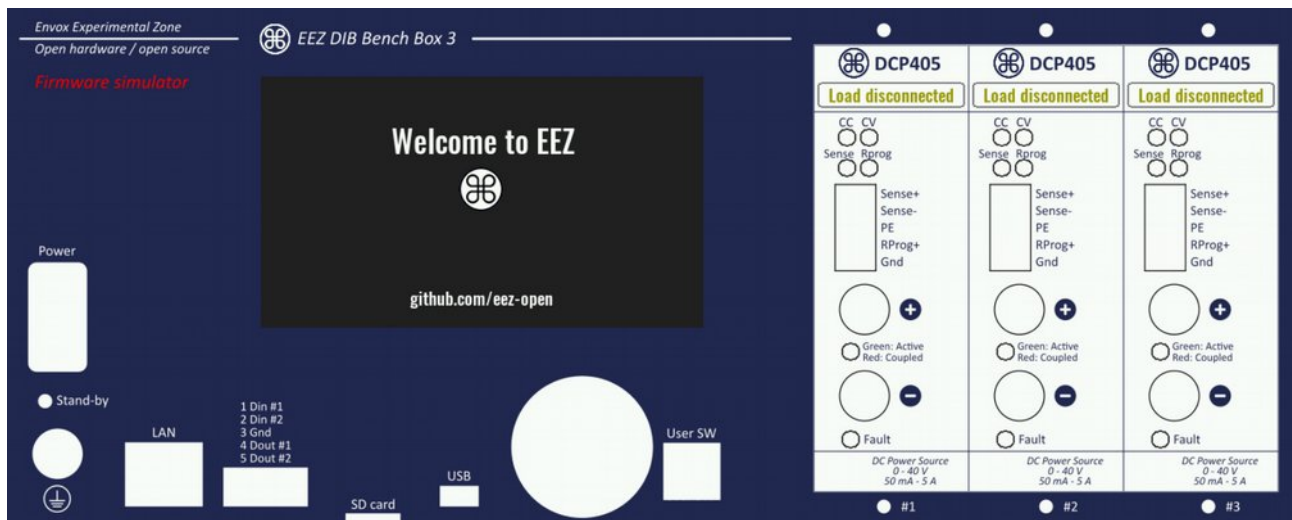 Envox Experimental Zone
Open hardware / open source
Firmware simulator
EEZ DIB Bench Box 3
Welcome to EEZ
github.com/eez-open
Power
Stand-by
LAN
1 Din #1
2 Din #2
3 Gnd
4 Dout #1
5 Dout #2
SD card
USB
User SW
DCP405
Load disconnected
CC CV
Sense Rprog
Sense+
Sense-
PE
RProg+
Gnd
+
Green: Active
Red: Coupled
-
Fault
DC Power Source
0 - 40 V
50 mA - 5 A
#1
DCP405
Load disconnected
CC CV
Sense Rprog
Sense+
Sense-
PE
RProg+
Gnd
+
Green: Active
Red: Coupled
-
Fault
DC Power Source
0 - 40 V
50 mA - 5 A
#2
DCP405
Load disconnected
CC CV
Sense Rprog
Sense+
Sense-
PE
RProg+
Gnd
+
Green: Active
Red: Coupled
-
Fault
DC Power Source
0 - 40 V
50 mA - 5 A
#3